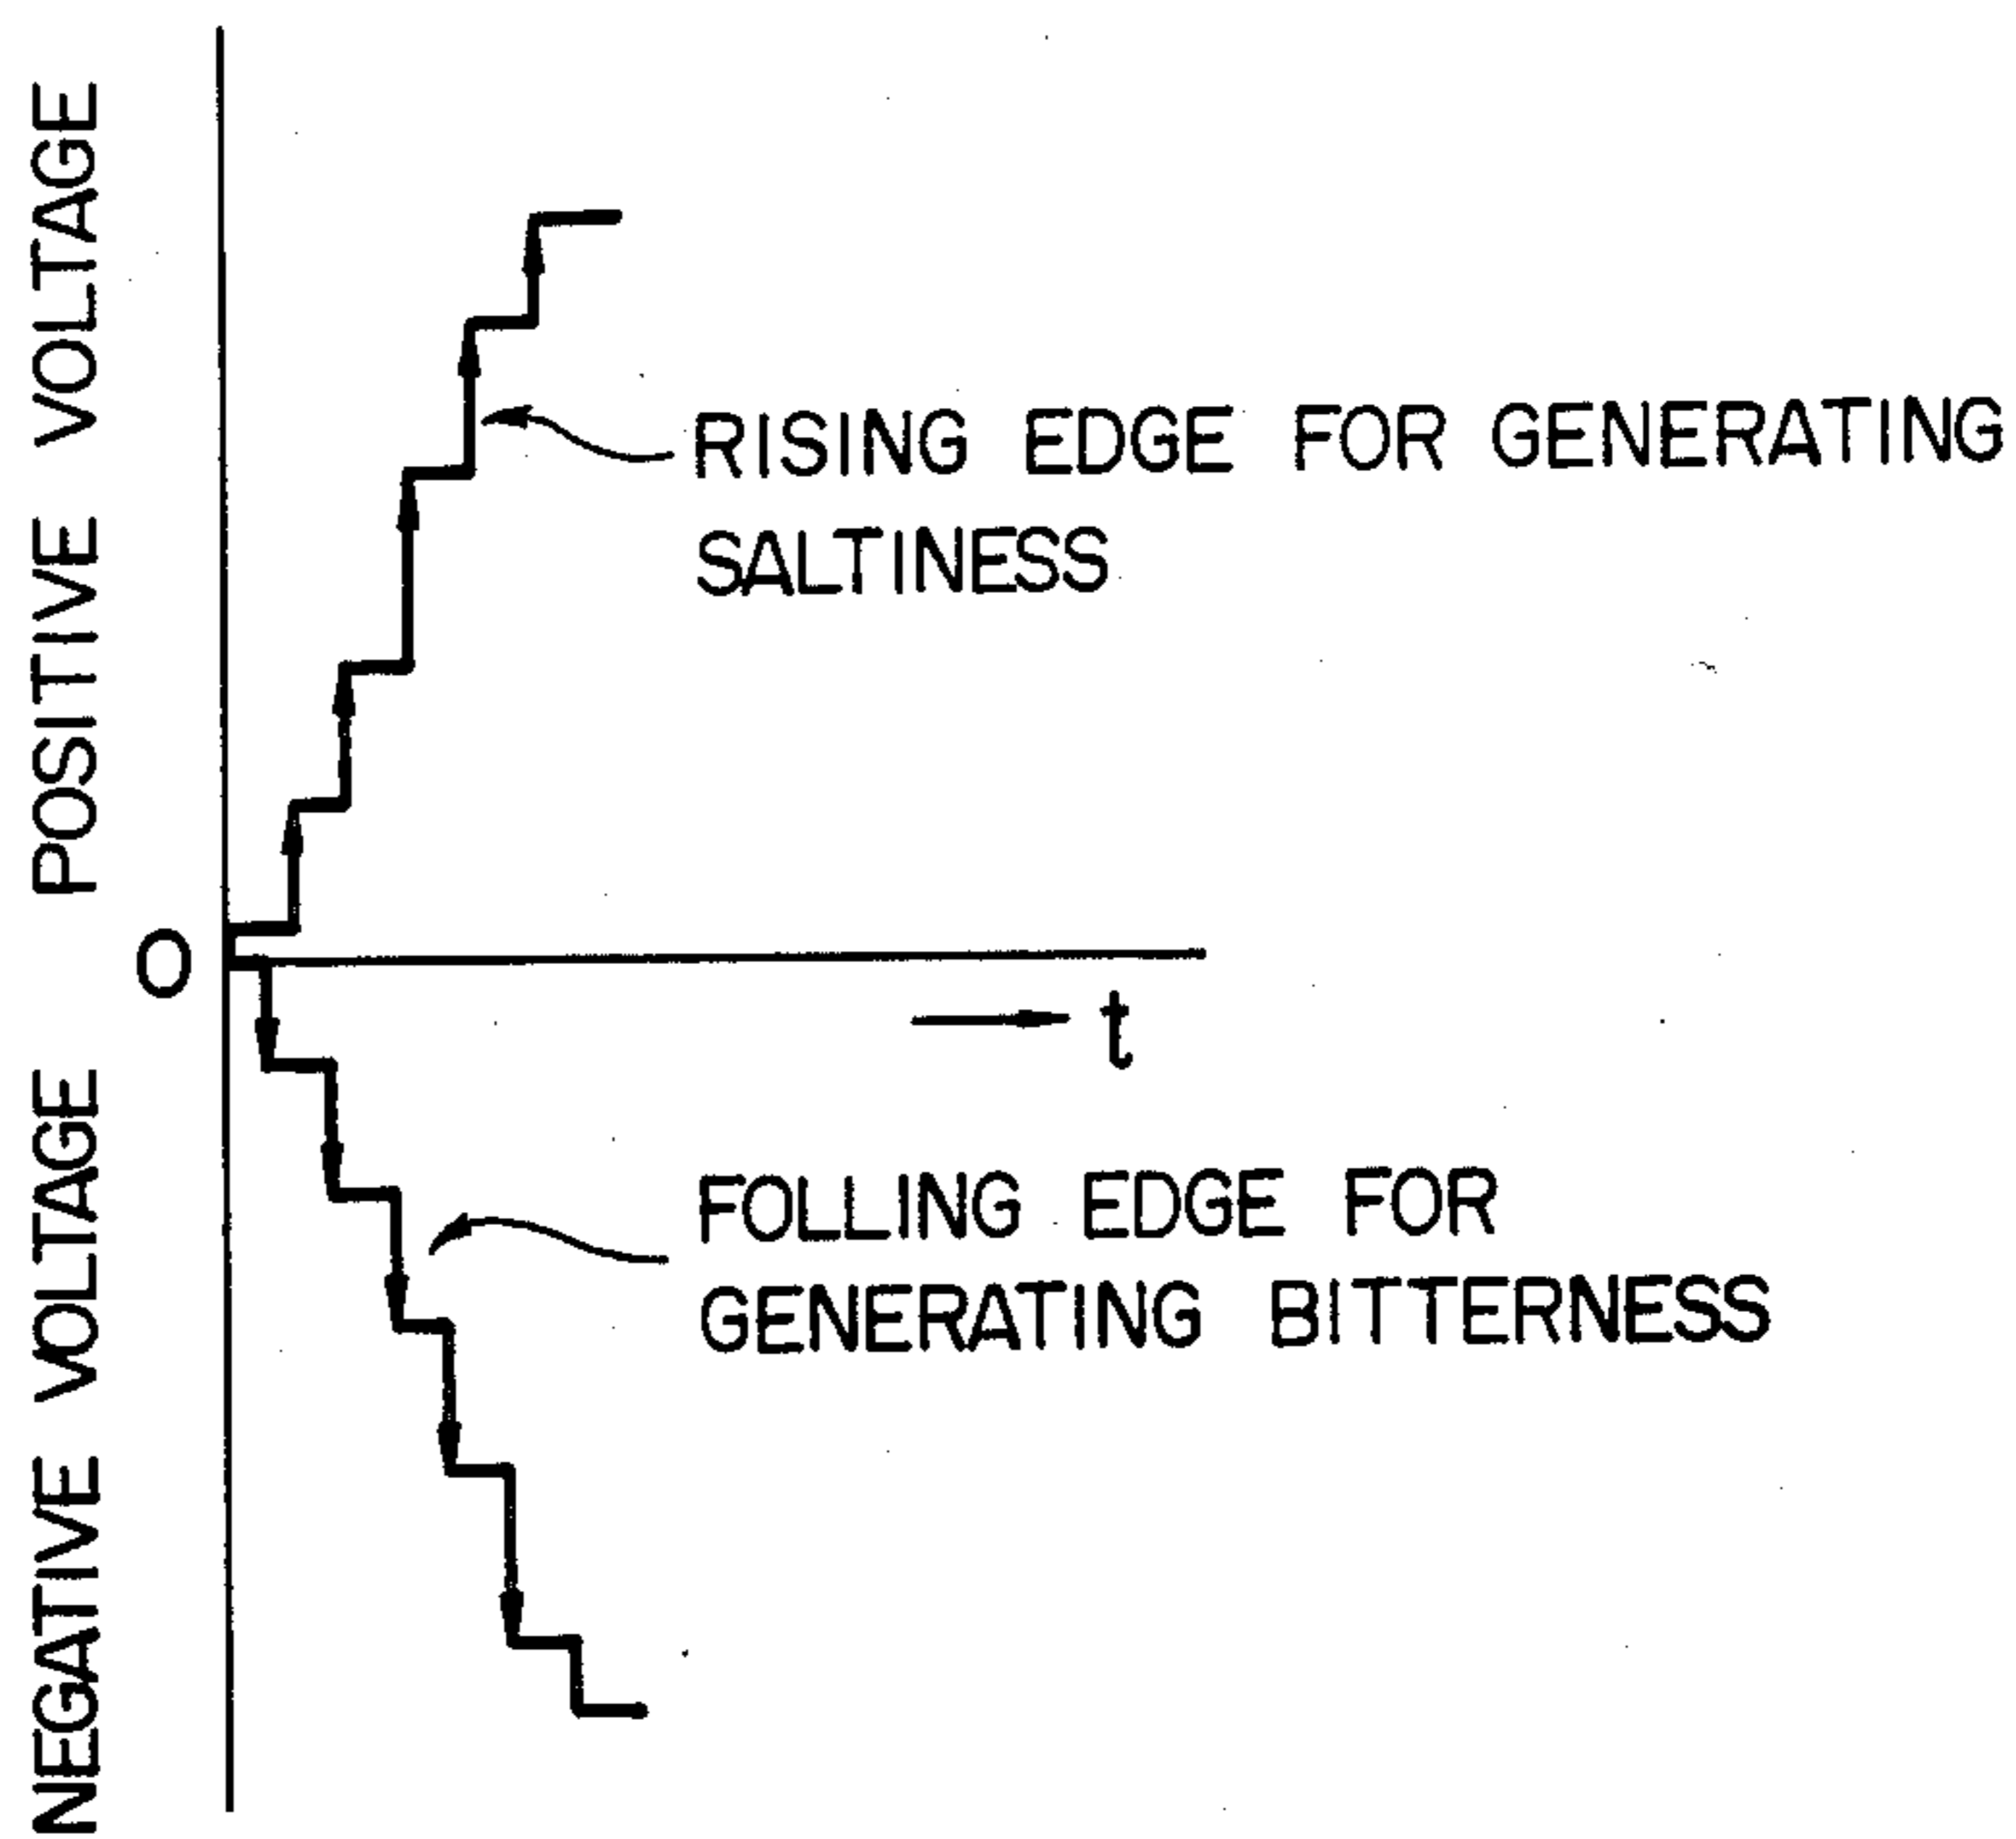 POSITIVE VOLTAGE
RISING EDGE FOR GENERATING
SALTINESS
O
t
NEGATIVE VOLTAGE
FOLLING EDGE FOR
GENERATING BITTERNESS